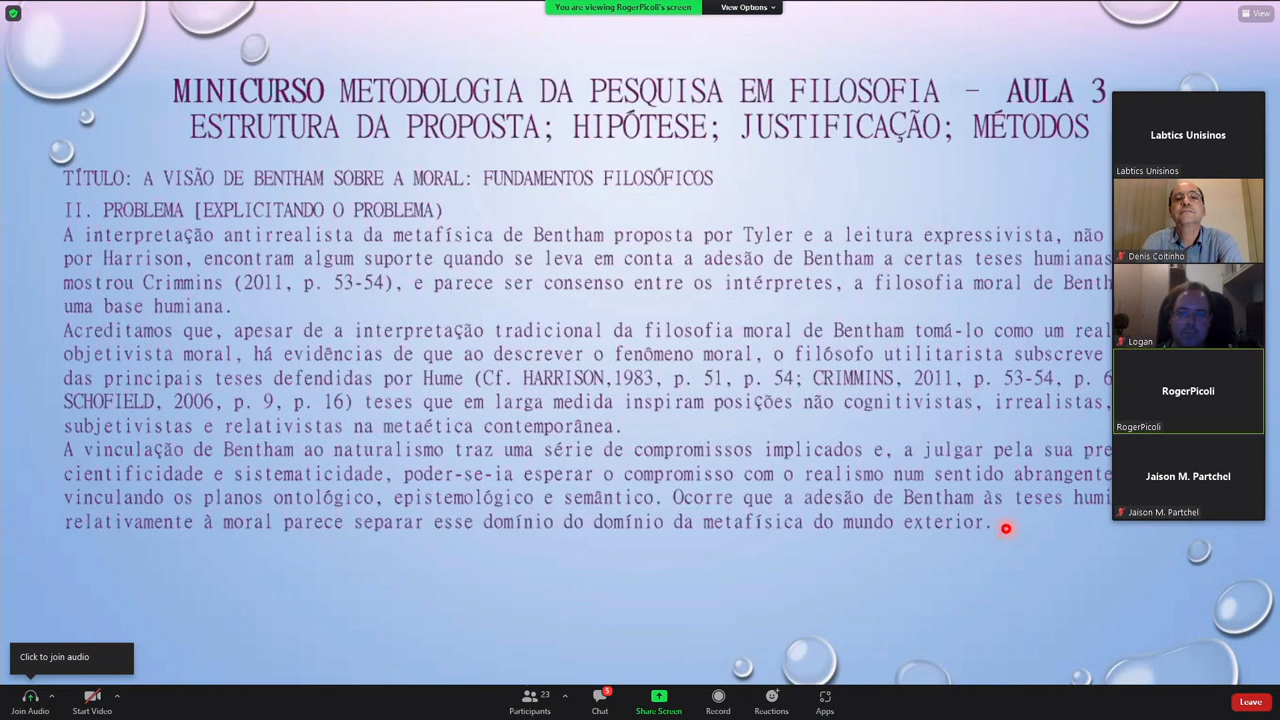 You are viewing RogerPicoli's screen
View Options
View
MINICURSO METODOLOGIA DA PESQUISA EM FILOSOFIA – AULA 3
ESTRUTURA DA PROPOSTA; HIPÓTESE; JUSTIFICAÇÃO; MÉTODOS
TÍTULO: A VISÃO DE BENTHAM SOBRE A MORAL: FUNDAMENTOS FILOSÓFICOS
II. PROBLEMA [EXPLICITANDO O PROBLEMA)
A interpretação antirrealista da metafísica de Bentham proposta por Tyler e a leitura expressivista, não
por Harrison, encontram algum suporte quando se leva em conta a adesão de Bentham a certas teses humianas
mostrou Crimmins (2011, p. 53-54), e parece ser consenso entre os intérpretes, a filosofia moral de
uma base humiana.
Acreditamos que, apesar de a interpretação tradicional da filosofia moral de Bentham tomá-lo como um
objetivista moral, há evidências de que ao descrever o fenômeno moral, o filósofo utilitarista subscreve
das principais teses defendidas por Hume (Cf. HARRISON,1983, p. 51, p. 54; CRIMMINS, 2011, p. 53-54, p.
SCHOFIELD, 2006, p. 9, p. 16) teses que em larga medida inspiram posições não cognitivistas, irrealistas,
subjetivistas e relativistas na metaética contemporânea.
A vinculação de Bentham ao naturalismo traz uma série de compromissos implicados e, a julgar pela sua
cientificidade e sistematicidade, poder-se-ia esperar o compromisso com o realismo num sentido abrangente
vinculando os planos ontológico, epistemológico e semântico. Ocorre que a adesão de Bentham às teses
relativamente à moral parece separar esse domínio do domínio da metafísica do mundo exterior.
Labtics Unisinos
Labtics Unisinos
Denis Coitinho
Logan
RogerPicoli
RogerPicoli
Jaison M. Partchel
Jaison M. Partchel
Click to join audio
Join Audio
Start Video
23
Participants
5
Chat
Share Screen
Record
Reactions
Apps
Leave